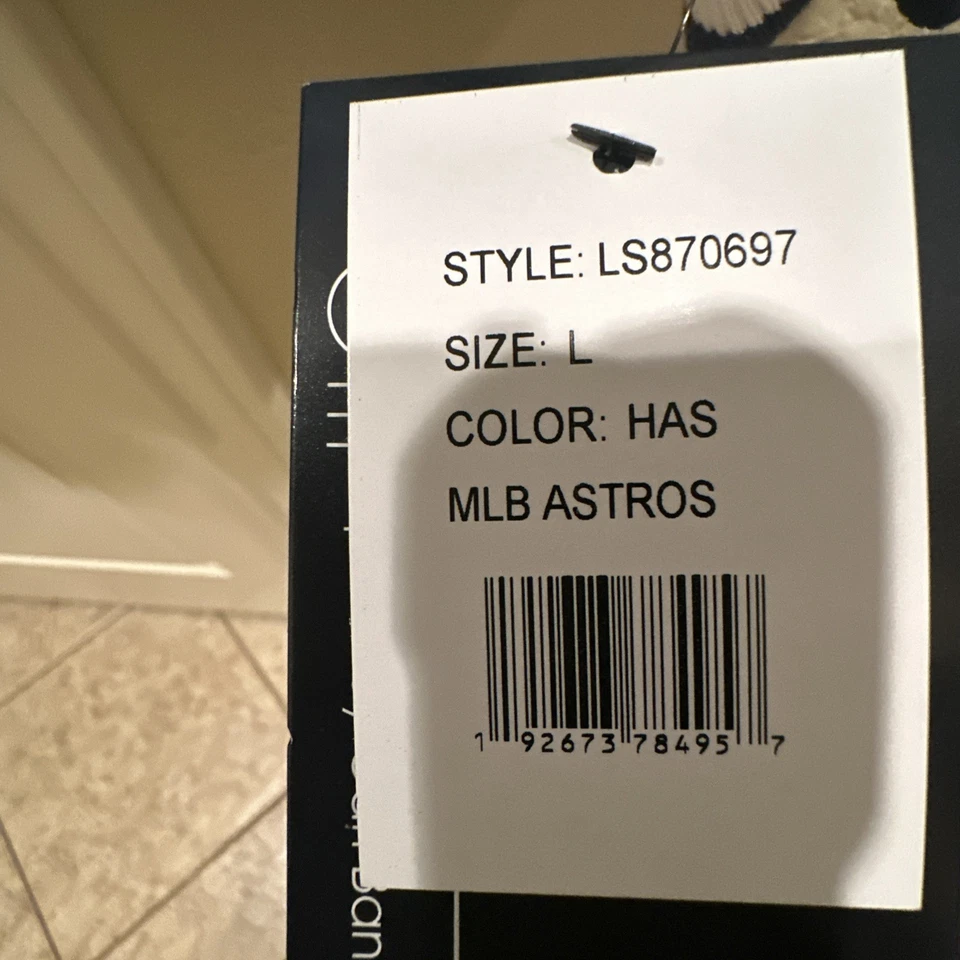 STYLE: LS870697
SIZE: L
COLOR: HAS
MLB ASTROS
1 92673 78495 7